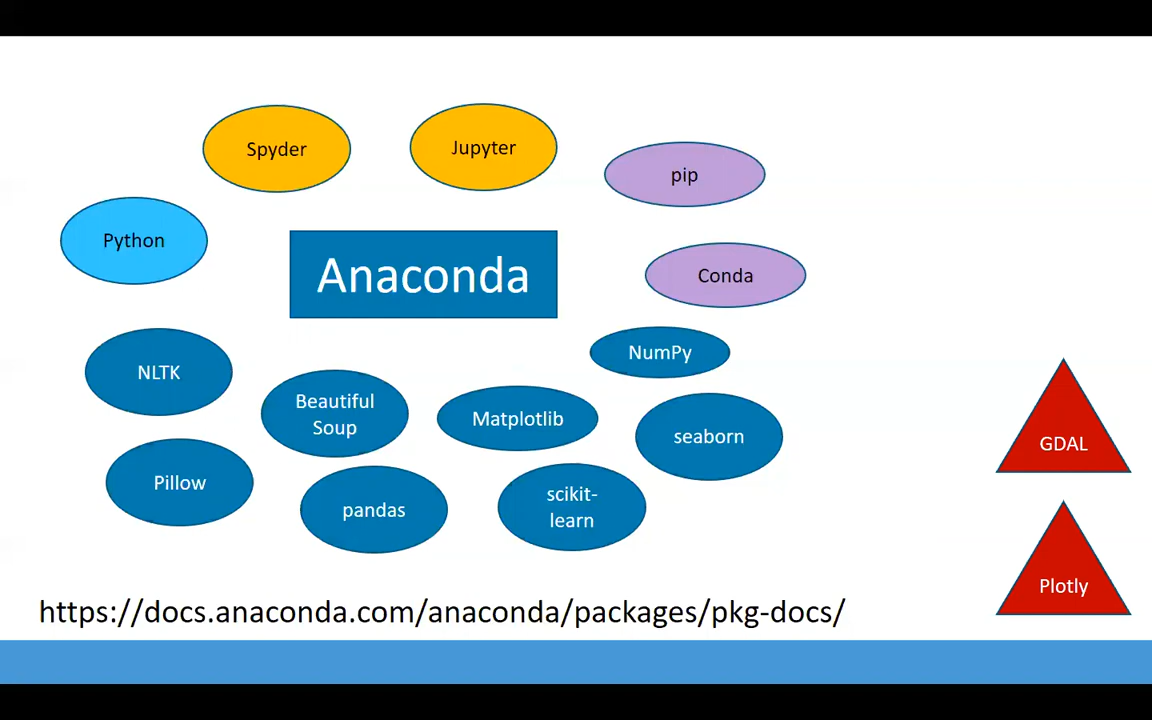 Spyder
Jupyter
pip
Python
Anaconda
Conda
NumPy
NLTK
Beautiful
Soup
Matplotlib
seaborn
GDAL
Pillow
pandas
scikit-
learn
Plotly
https://docs.anaconda.com/anaconda/packages/pkg-docs/